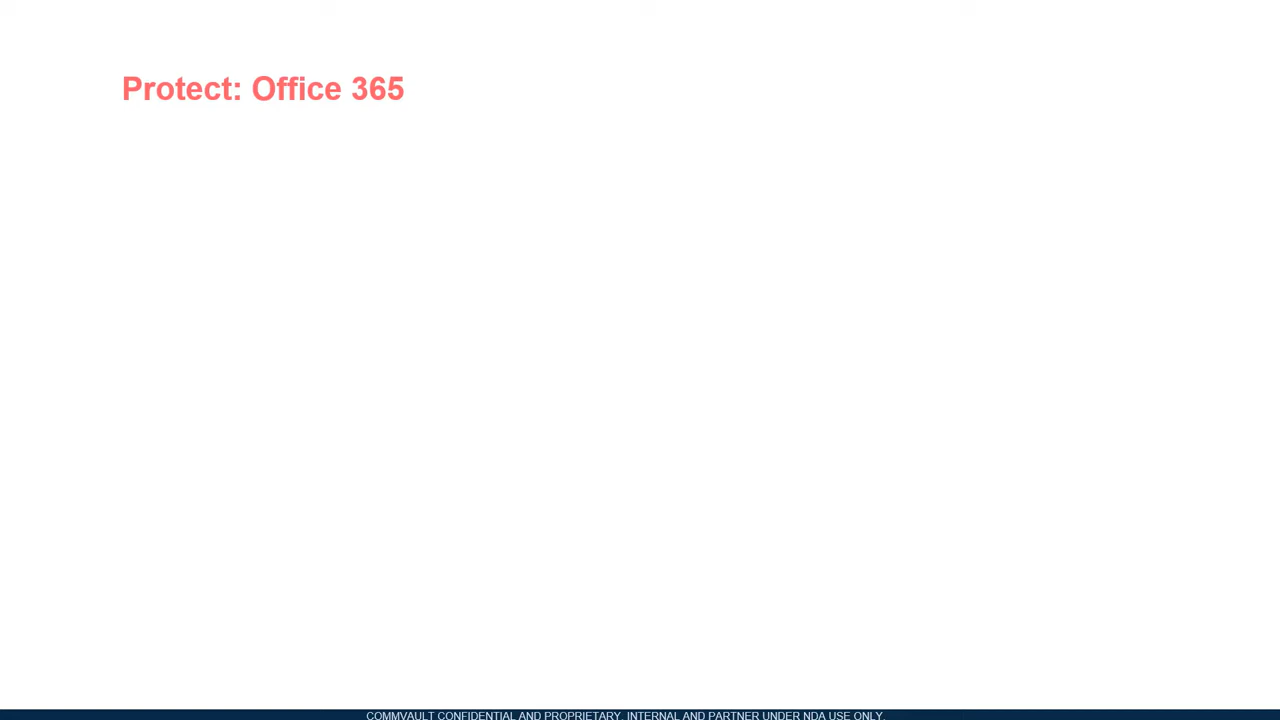 Protect: Office 365
COMMVAULT CONFIDENTIAL AND PROPRIETARY. INTERNAL AND PARTNER UNDER NDA USE ONLY.